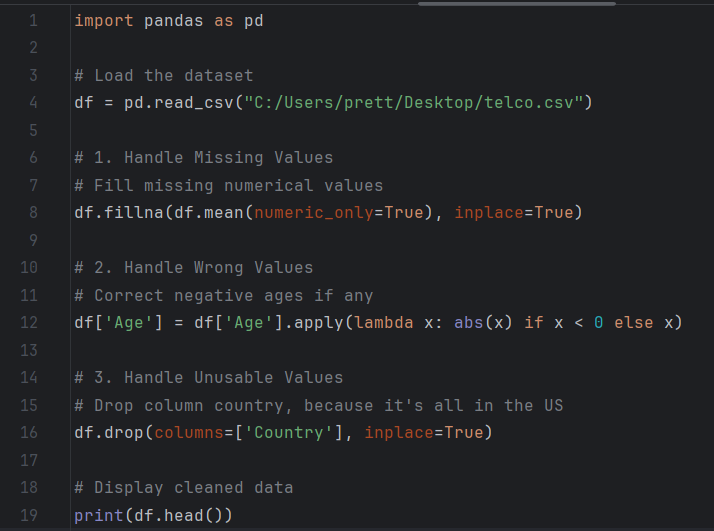 1 import pandas as pd
2
3 # Load the dataset
4 df = pd.read_csv("C:/Users/prett/Desktop/telco.csv")
5
6 # 1. Handle Missing Values
7 # Fill missing numerical values
8 df.fillna(df.mean(numeric_only=True), inplace=True)
9
10 # 2. Handle Wrong Values
11 # Correct negative ages if any
12 df['Age'] = df['Age'].apply(lambda x: abs(x) if x < 0 else x)
13
14 # 3. Handle Unusable Values
15 # Drop column country, because it's all in the US
16 df.drop(columns=['Country'], inplace=True)
17
18 # Display cleaned data
19 print(df.head())